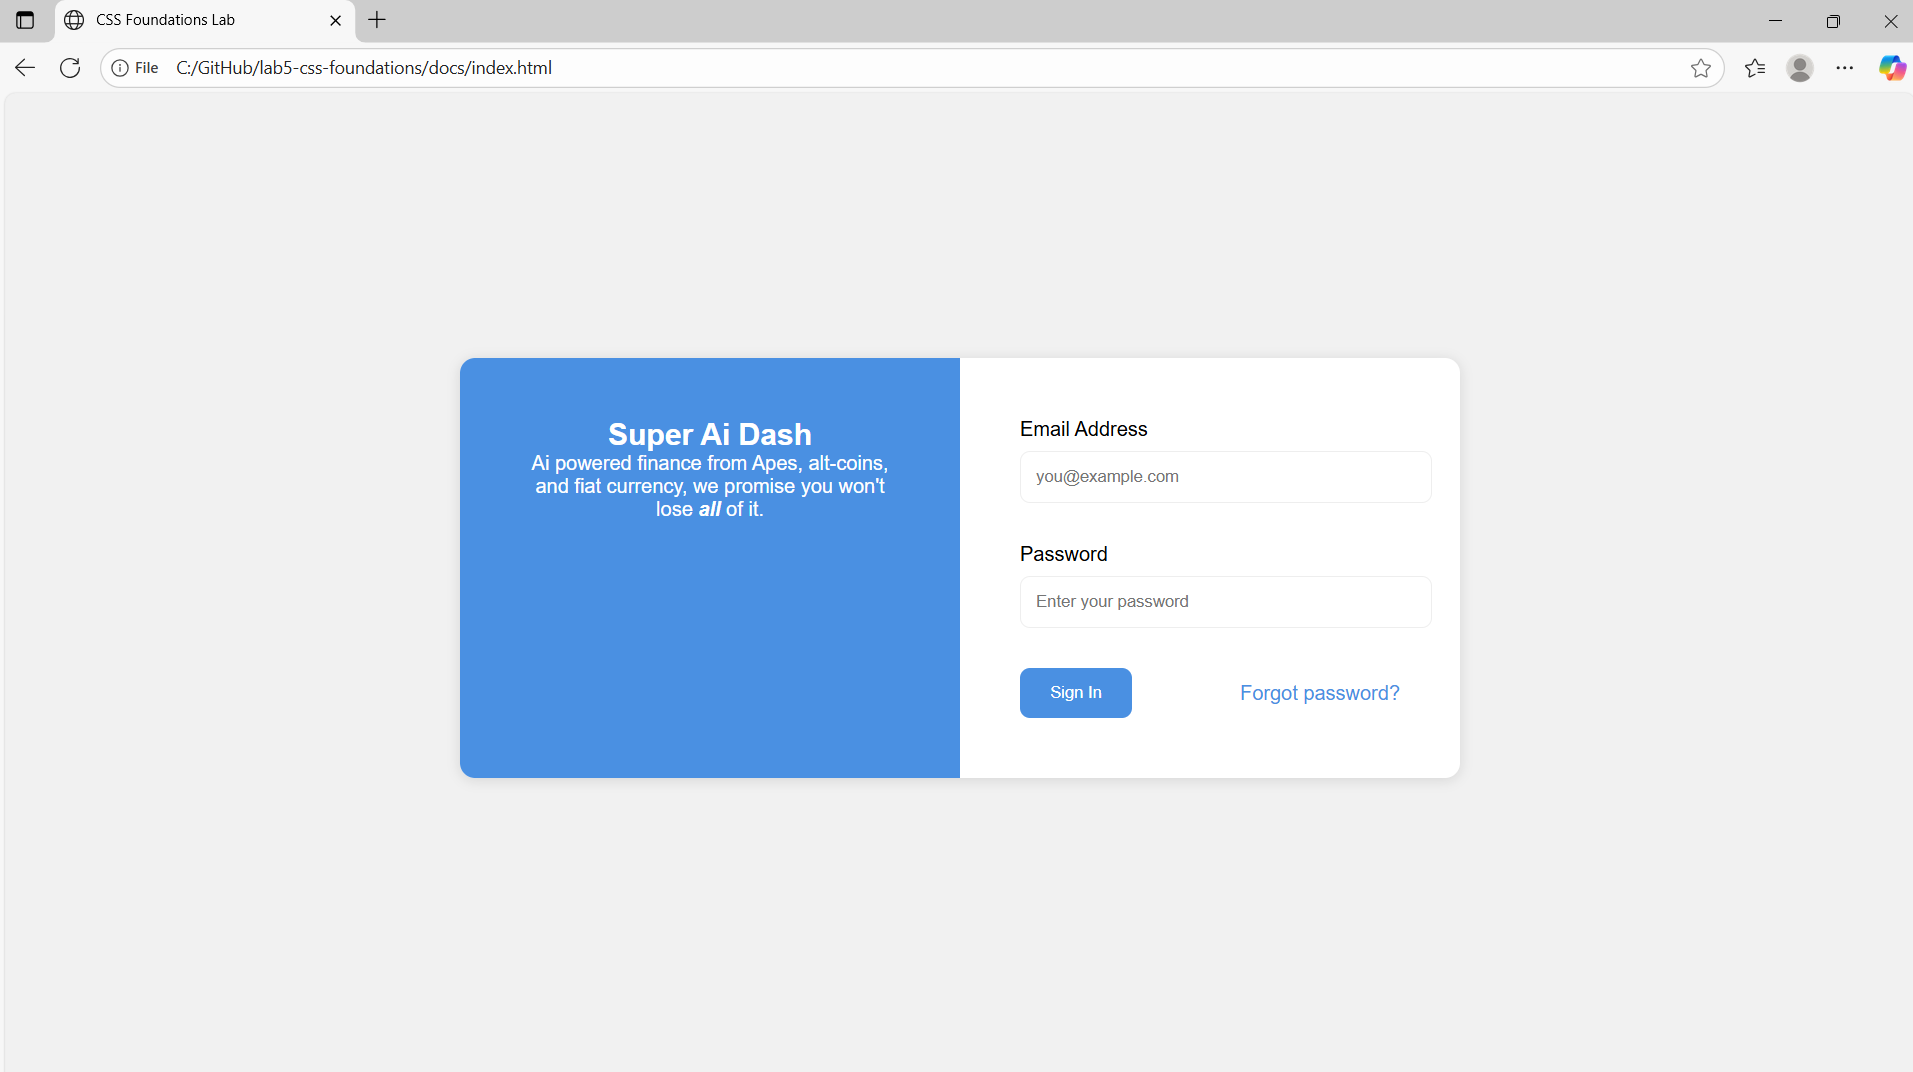 CSS Foundations Lab
File C:/GitHub/lab5-css-foundations/docs/index.html
Super Ai Dash
Ai powered finance from Apes, alt-coins,
and fiat currency, we promise you won't
lose all of it.
Email Address
you@example.com
Password
Enter your password
Sign In
Forgot password?